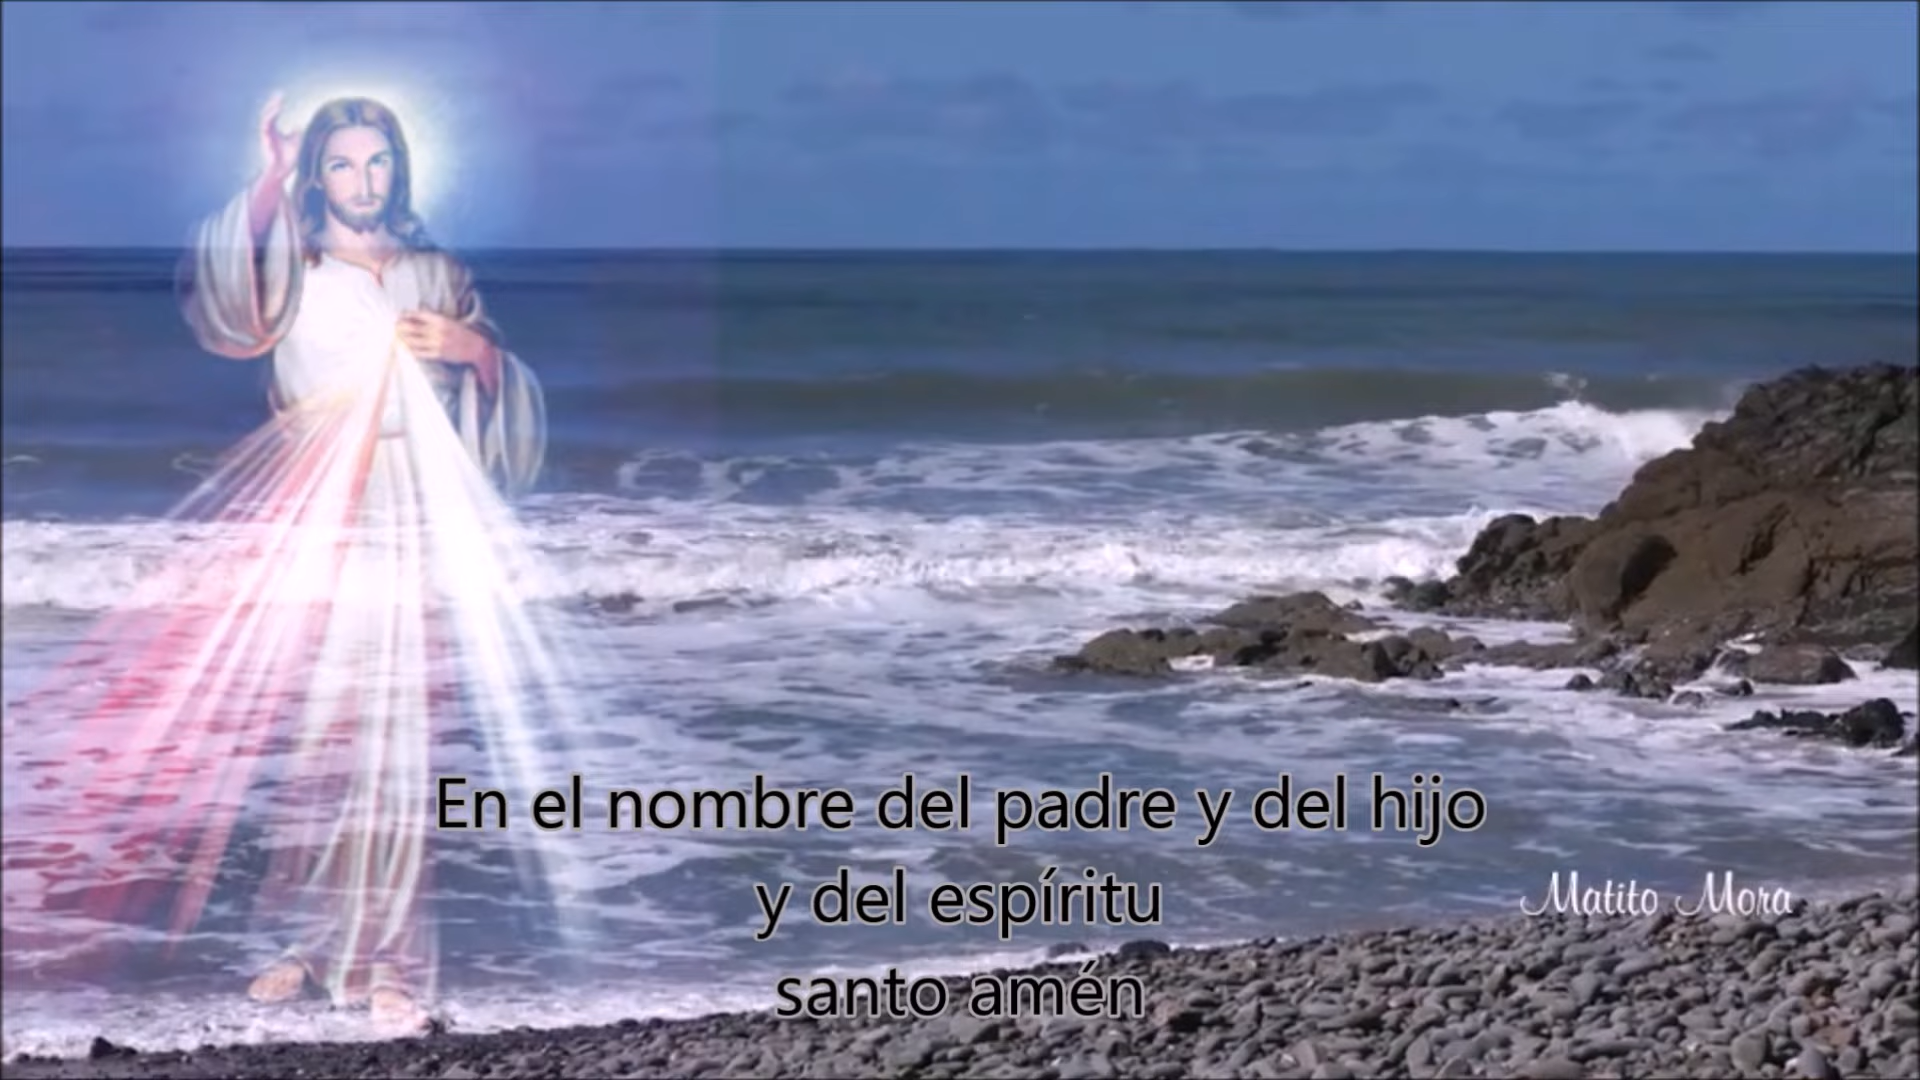 En el nombre del padre y del hijo
y del espíritu
Matito Mora
santo amén